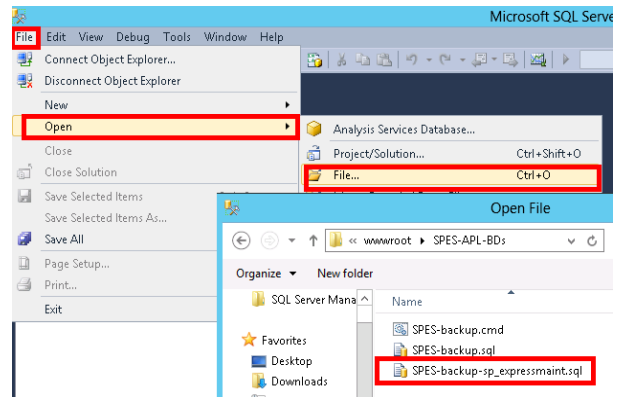 Microsoft SQL Serve
File Edit View Debug Tools Window Help
Connect Object Explorer...
Disconnect Object Explorer
New
Open
Close
Close Solution
Save Selected Items
Save Selected Items As...
Save All
Page Setup...
Print...
Exit
Analysis Services Database...
Project/Solution... Ctrl+Shift+O
File... Ctrl+O
Open File
« wwwroot SPES-APL-BDs
Organize New folder
SQL Server Mana
Favorites
Desktop
Downloads
Name
SPES-backup.cmd
SPES-backup.sql
SPES-backup-sp_expressmaint.sql